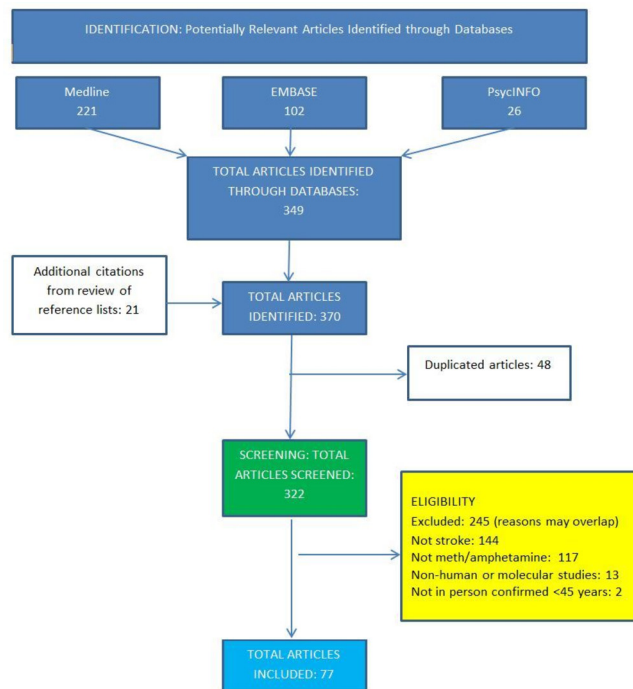 IDENTIFICATION: Potentially Relevant Articles Identified through Databases
Medline
221
EMBASE
102
PsycINFO
26
TOTAL ARTICLES IDENTIFIED
THROUGH DATABASES:
349
Additional citations
from review of
reference lists: 21
TOTAL ARTICLES
IDENTIFIED: 370
Duplicated articles: 48
SCREENING: TOTAL
ARTICLES SCREENED:
322
ELIGIBILITY
Excluded: 245 (reasons may overlap)
Not stroke: 144
Not meth/amphetamine: 117
Non-human or molecular studies: 13
Not in person confirmed <45 years: 2
TOTAL ARTICLES
INCLUDED: 77